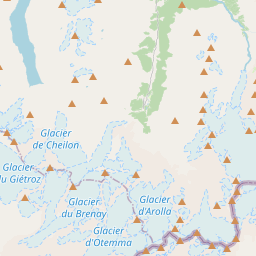 Glacier
de Cheilon
Glacier
du Giétroz
Glacier
du Brenay
Glacier
d'Arolla
Glacier
d'Otemma